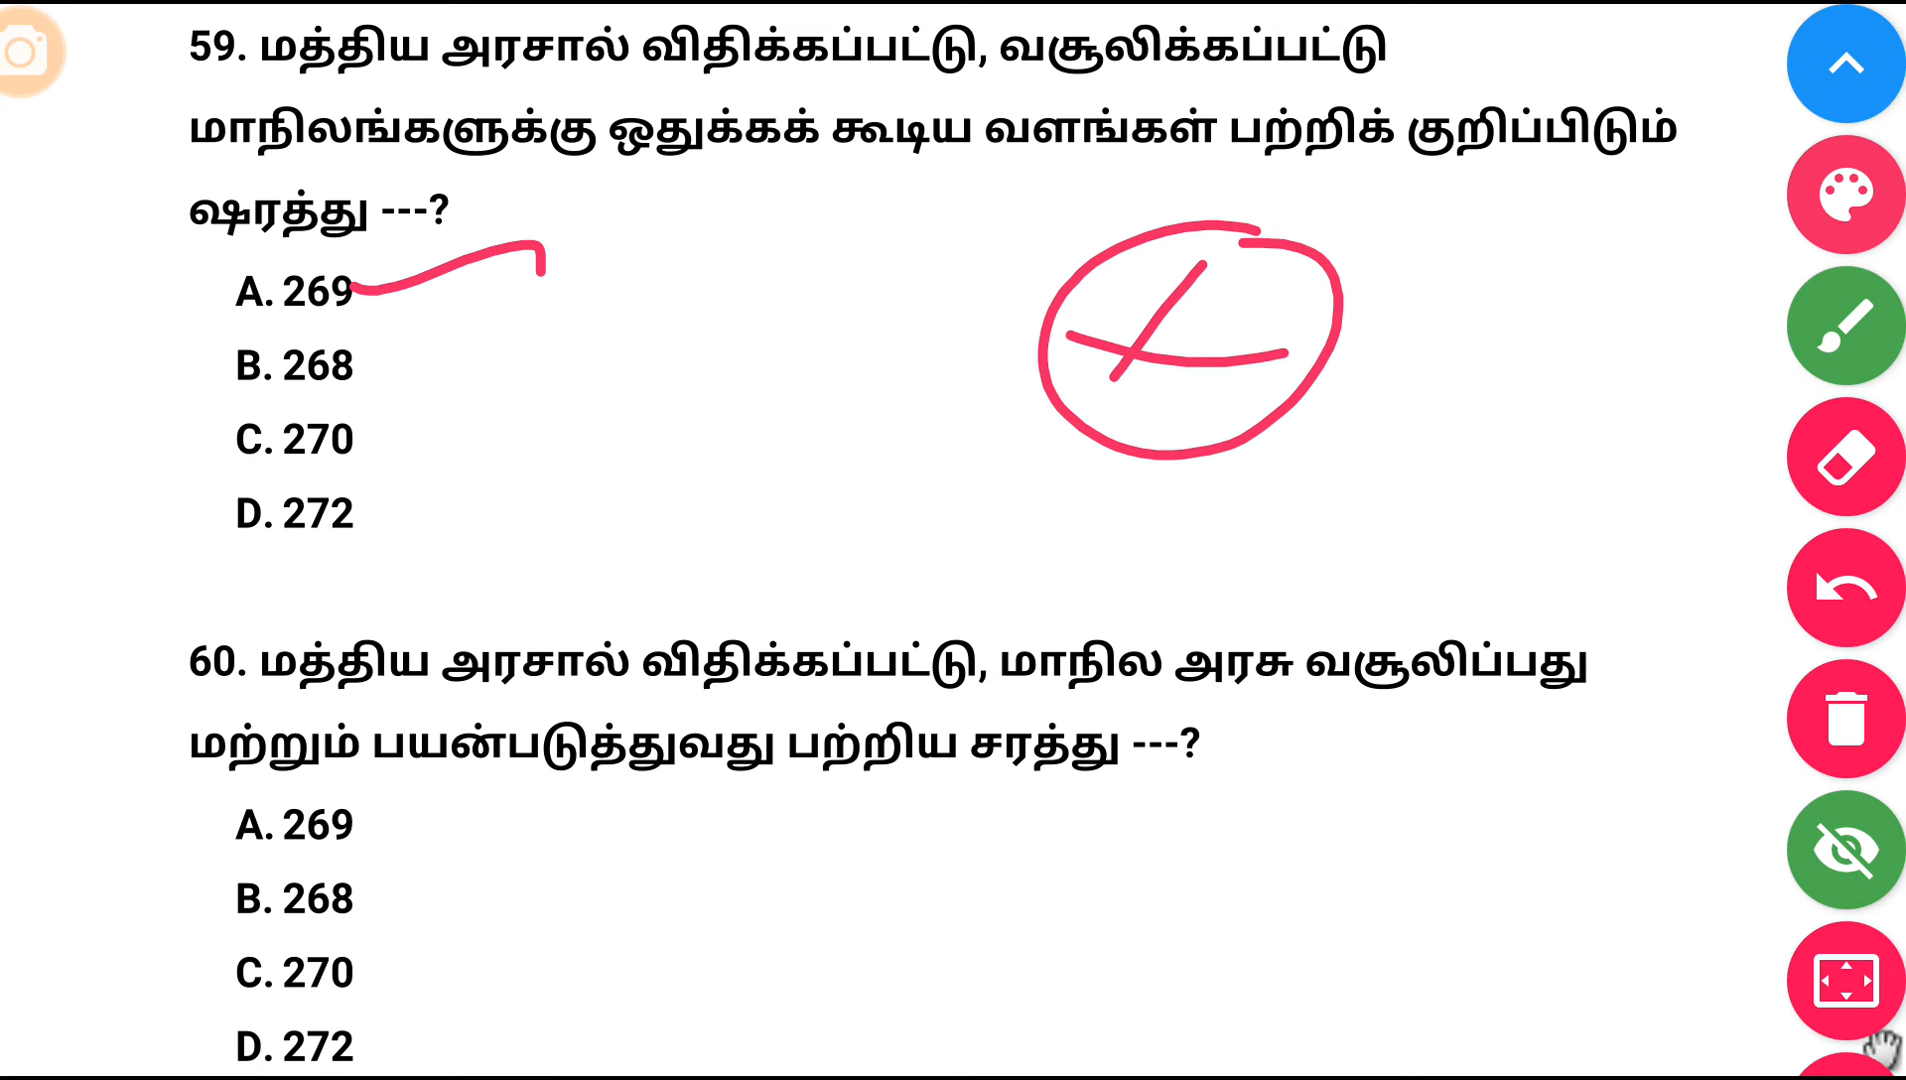 59. மத்திய அரசால் விதிக்கப்பட்டு, வசூலிக்கப்பட்டு
மாநிலங்களுக்கு ஒதுக்கக் கூடிய வளங்கள் பற்றிக் குறிப்பிடும்
ஷரத்து ---?
A. 269
B. 268
C. 270
D. 272
60. மத்திய அரசால் விதிக்கப்பட்டு, மாநில அரசு வசூலிப்பது
மற்றும் பயன்படுத்துவது பற்றிய சரத்து ---?
A. 269
B. 268
C. 270
D. 272